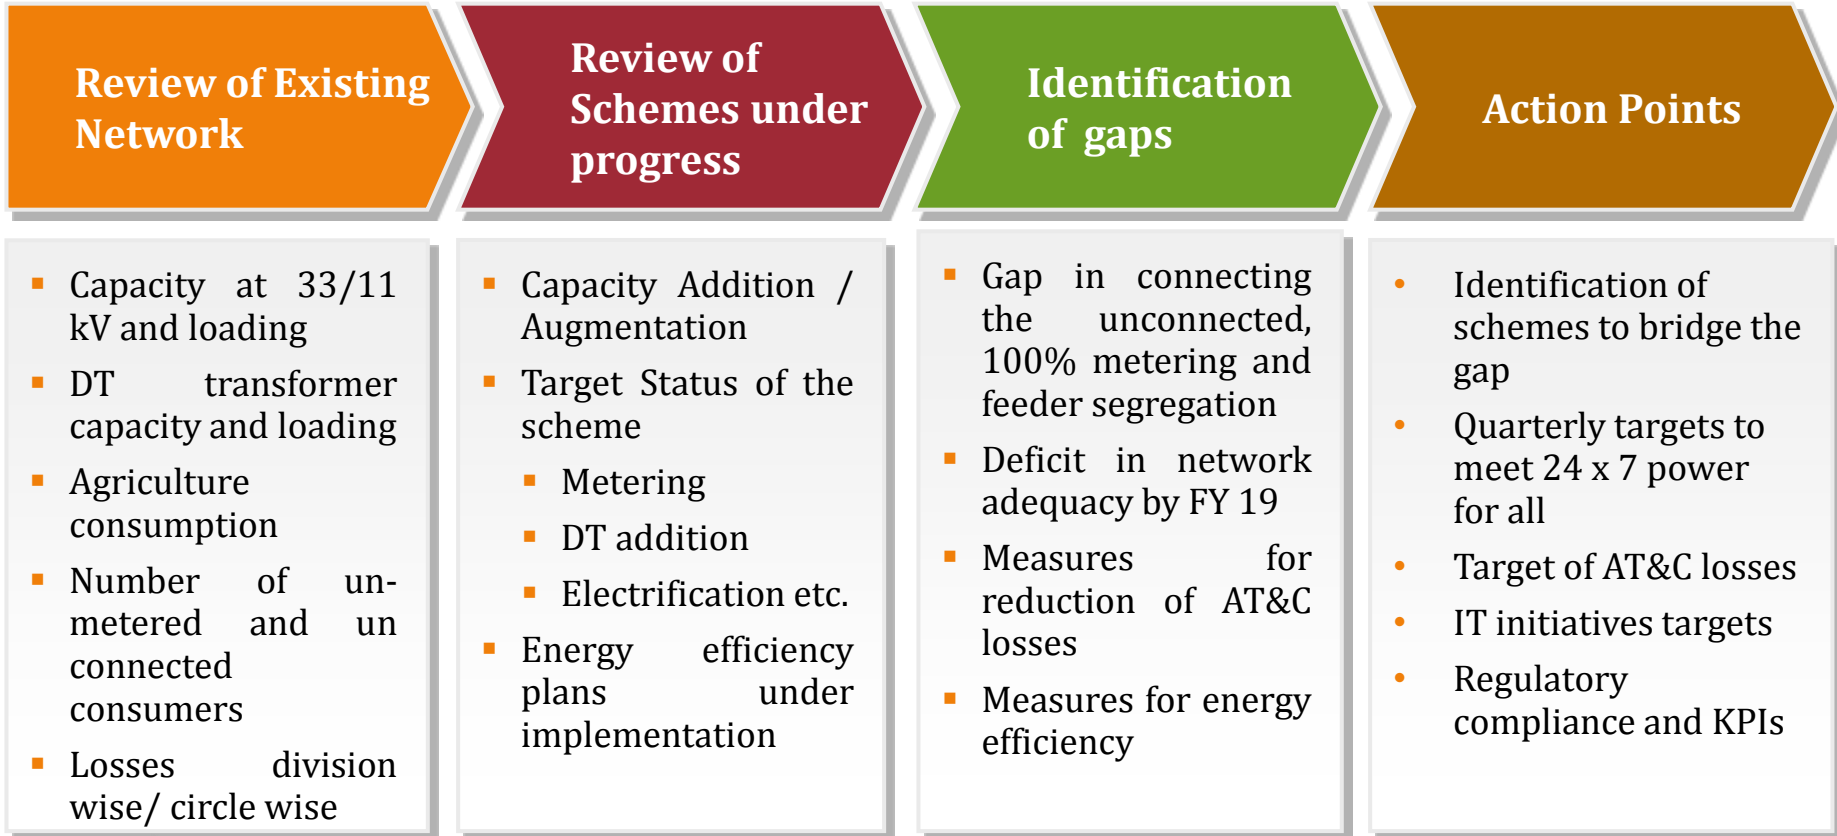 Review of Existing
Network
Review of
Schemes under
progress
Identification
of gaps
Action Points
▪ Capacity at 33/11
kV and loading
▪ DT transformer
capacity and loading
▪ Agriculture
consumption
▪ Number of un-
metered and un
connected
consumers
▪ Losses division
wise/ circle wise
▪ Capacity Addition /
Augmentation
▪ Target Status of the
scheme
▪ Metering
▪ DT addition
▪ Electrification etc.
▪ Energy efficiency
plans under
implementation
▪ Gap in connecting
the unconnected,
100% metering and
feeder segregation
▪ Deficit in network
adequacy by FY 19
▪ Measures for
reduction of AT&C
losses
▪ Measures for energy
efficiency
• Identification of
schemes to bridge the
gap
• Quarterly targets to
meet 24 x 7 power
for all
• Target of AT&C losses
• IT initiatives targets
• Regulatory
compliance and KPIs